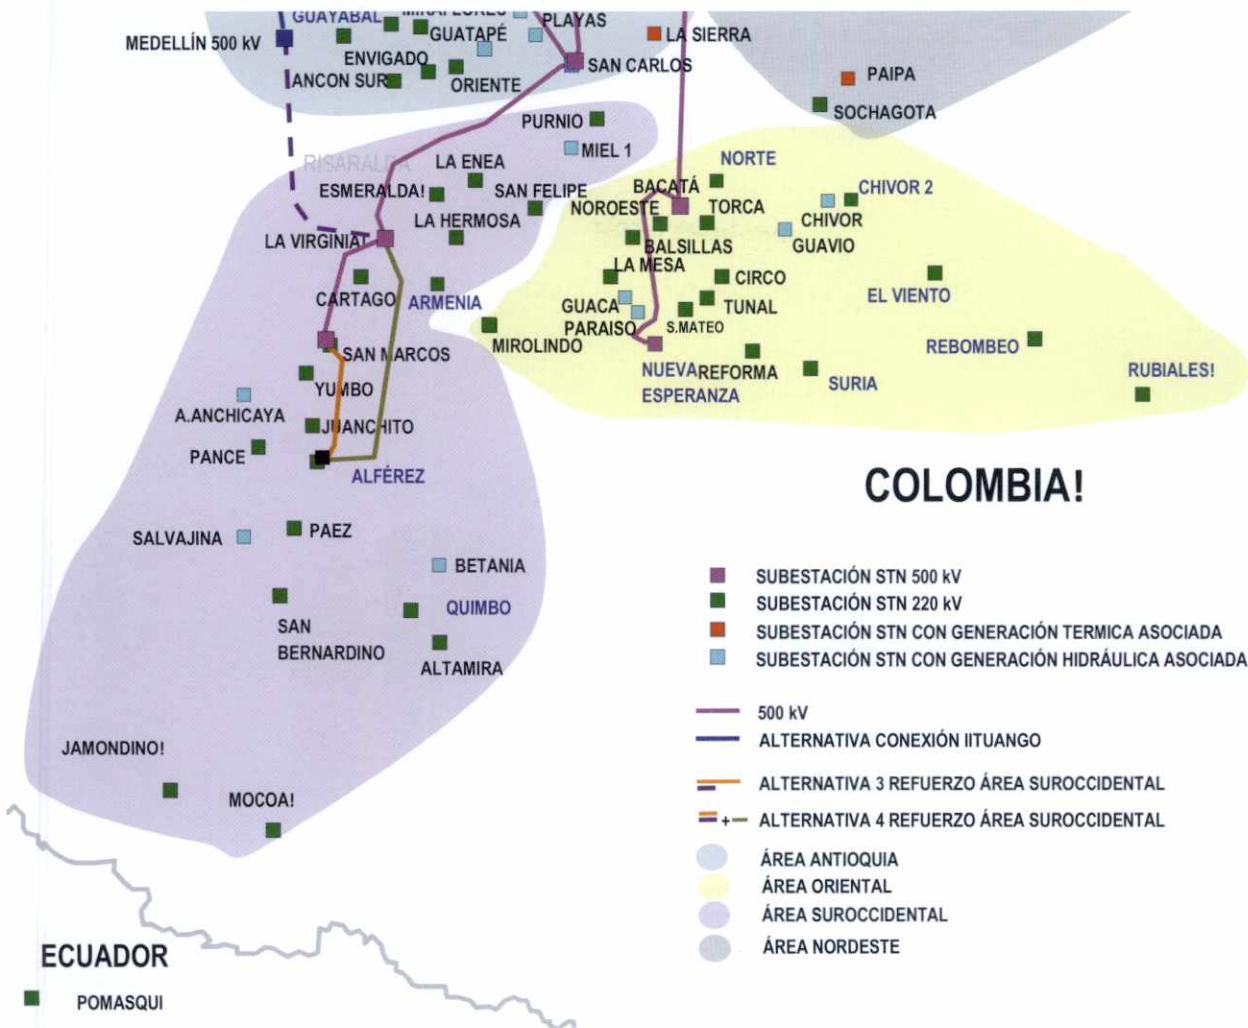 GUAYABAL
MIRAFLORES
PLAYAS
MEDELLÍN 500 kV
GUATAPÉ
LA SIERRA
ENVIGADO
SAN CARLOS
ANCON SUR
ORIENTE
PAIPA
SOCHAGOTA
PURNIO
MIEL 1
RISARALDA
LA ENEA
ESMERALDA!
SAN FELIPE
LA HERMOSA
LA VIRGINIAT
CARTAGO
ARMENIA
NORTE
BACATÁ
NOROESTE
TORCA
CHIVOR 2
CHIVOR
GUAVIO
BALSILLAS
LA MESA
CIRCO
GUACA
TUNAL
PARAISO
S.MATEO
EL VIENTO
MIROLINDO
REBOMBEO
NUEVA
ESPERANZA
REFORMA
SURIA
RUBIALES!
SAN MARCOS
YUMBO
A.ANCHICAYA
JUANCHITO
PANCE
ALFÉREZ
COLOMBIA!
SALVAJINA
PAEZ
BETANIA
QUIMBO
SAN
BERNARDINO
ALTAMIRA
JAMONDINO!
MOCOA!
SUBESTACIÓN STN 500 kV
SUBESTACIÓN STN 220 kV
SUBESTACIÓN STN CON GENERACIÓN TERMICA ASOCIADA
SUBESTACIÓN STN CON GENERACIÓN HIDRÁULICA ASOCIADA
500 kV
ALTERNATIVA CONEXIÓN IITUANGO
ALTERNATIVA 3 REFUERZO ÁREA SUROCCIDENTAL
+ ALTERNATIVA 4 REFUERZO ÁREA SUROCCIDENTAL
ÁREA ANTIOQUIA
ÁREA ORIENTAL
ÁREA SUROCCIDENTAL
ÁREA NORDESTE
ECUADOR
POMASQUI